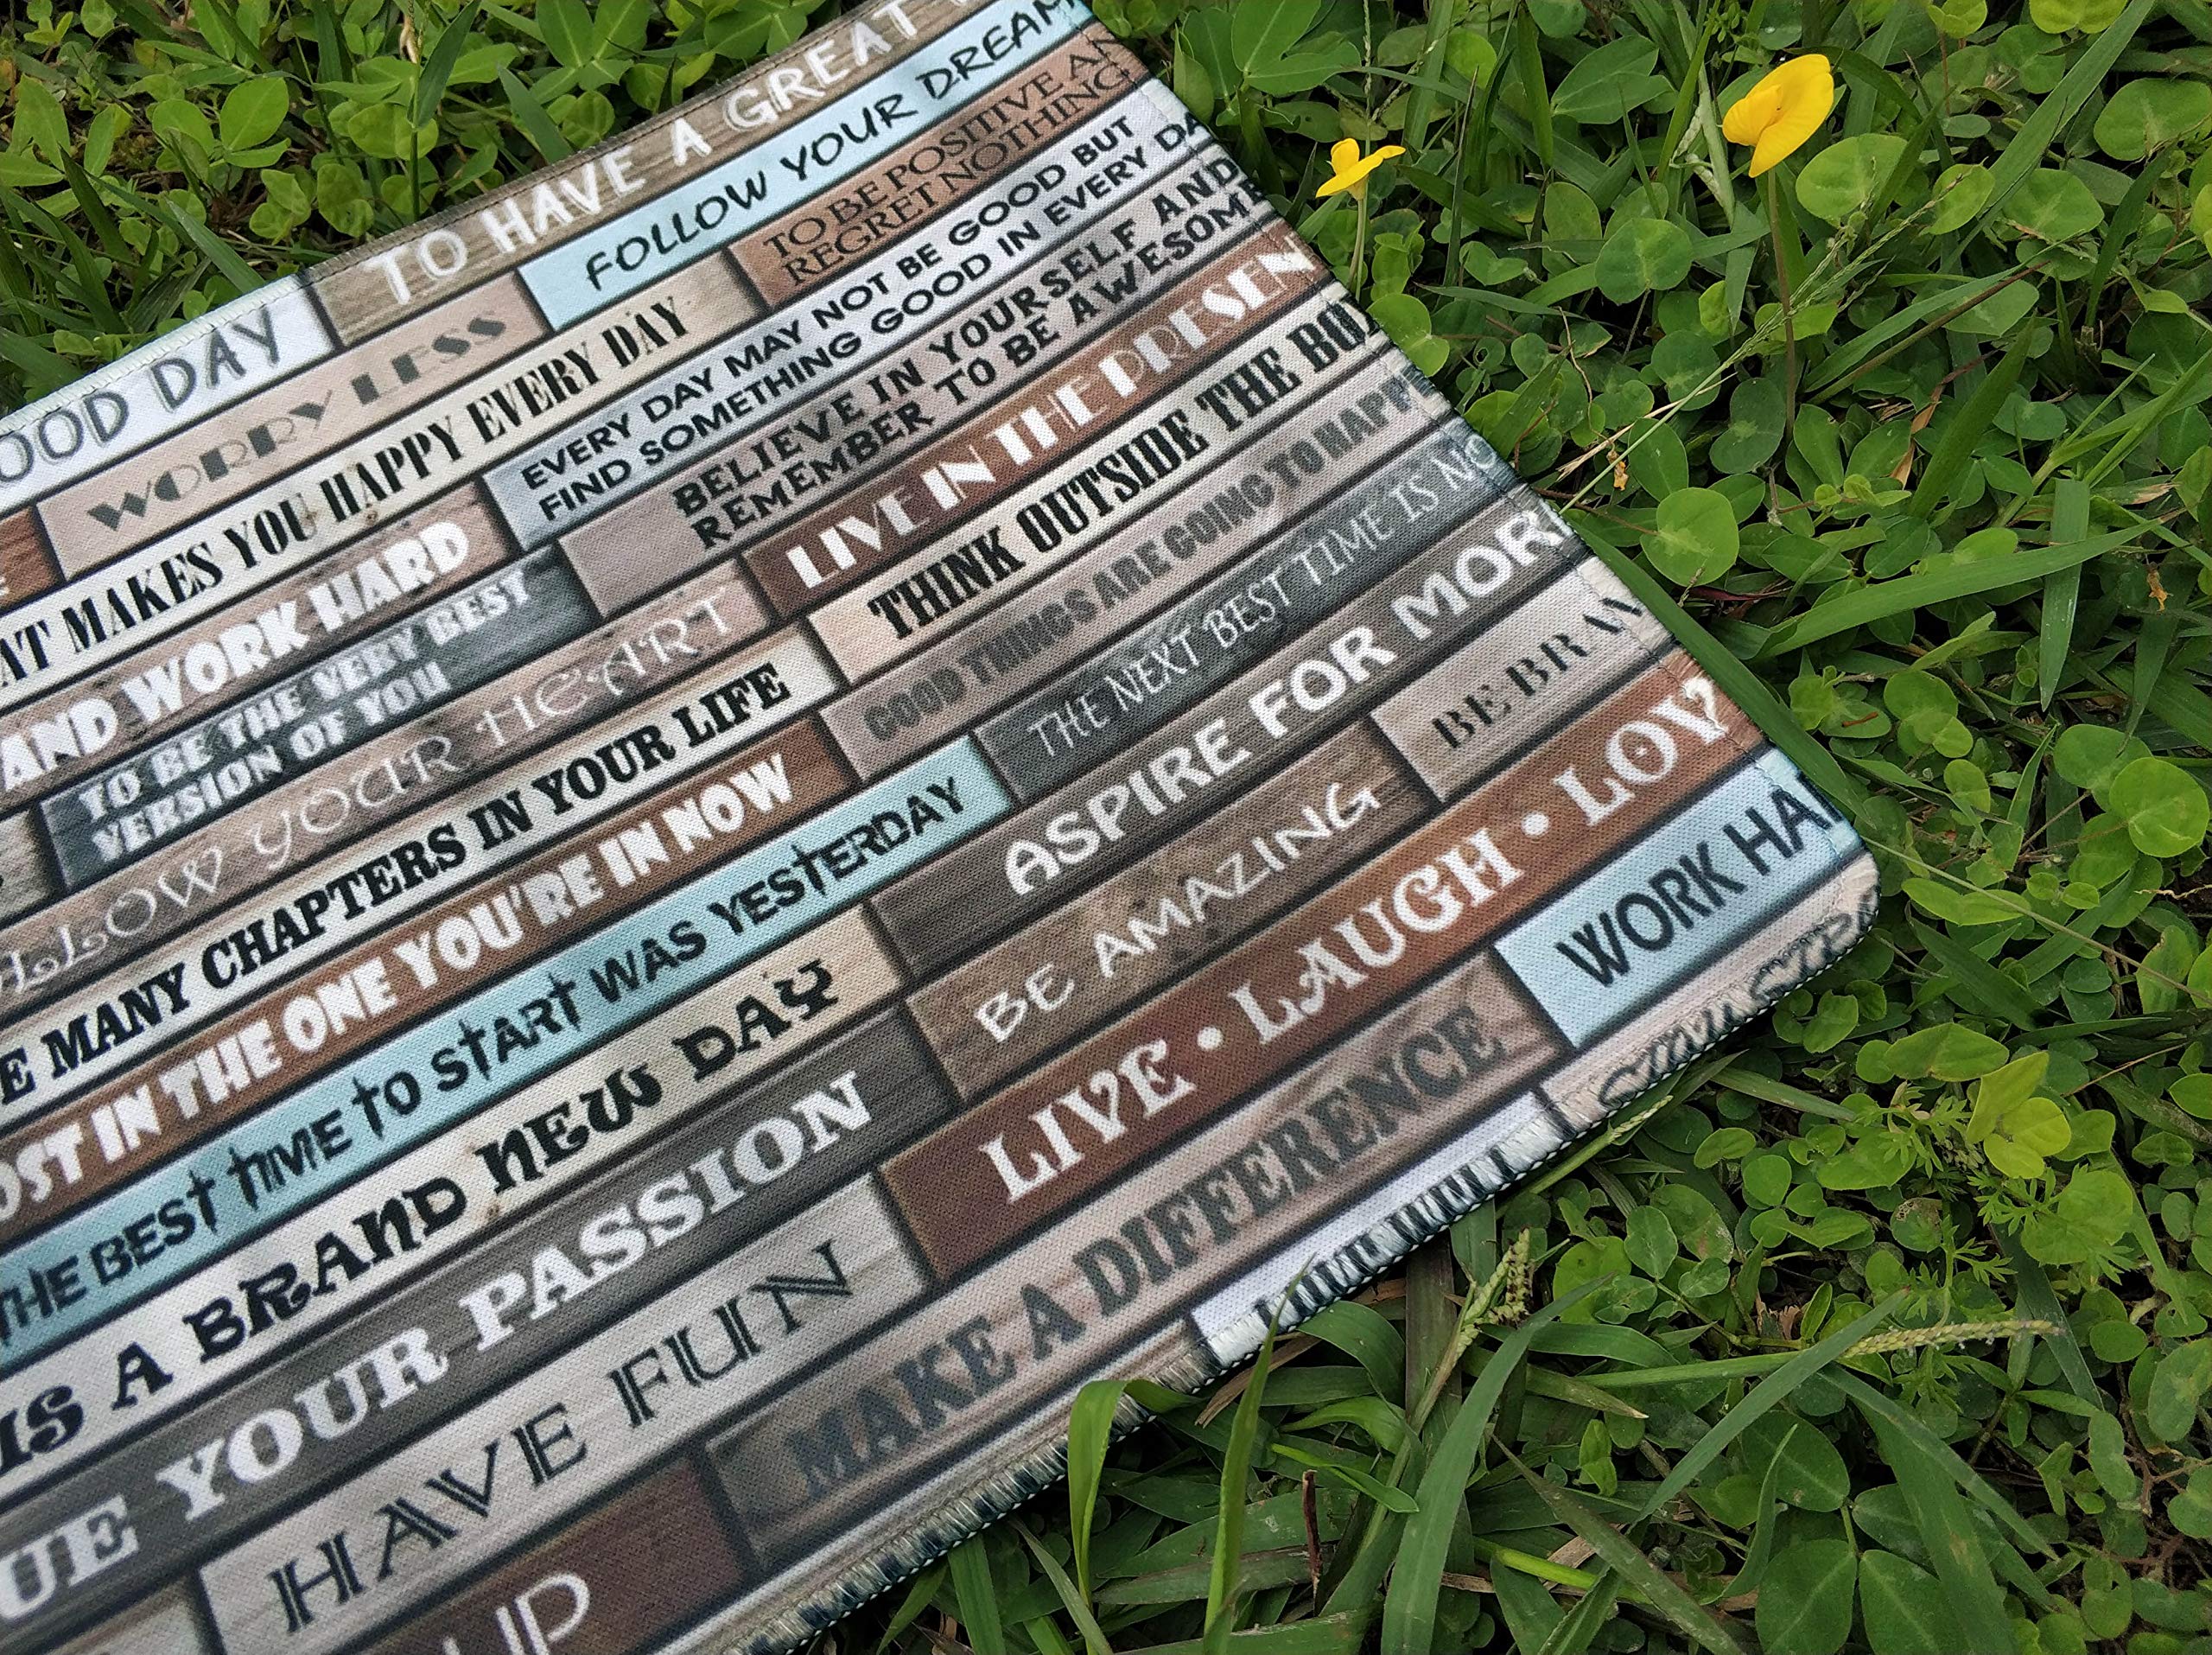 TO HAVE A GREAT
FOLLOW YOUR DREAM
TO BE POSITIVE AN
REGRET NOTHING
OOD DAY
WORRY LESS
AT MAKES YOU HAPPY EVERY DAY
EVERY DAY MAY NOT BE GOOD BUT
FIND SOMETHING GOOD IN EVERY DA
AND WORK HARD
BELIEVE IN YOURSELF AND
REMEMBER TO BE AWESOME
TO BE THE VERY BEST
VERSION OF YOU
LIVE IN THE PRESEN
LLOW YOUR HEART
THINK OUTSIDE THE BOX
E MANY CHAPTERS IN YOUR LIFE
GOOD THINGS ARE GOING TO HAPP
OST IN THE ONE YOU'RE IN NOW
THE NEXT BEST TIME IS NO
THE BEST TIME TO START WAS YESTERDAY
ASPIRE FOR MOR
IS A BRAND NEW DAY
BE AMAZING
BE BRAV
UE YOUR PASSION
LIVE • LAUGH • LOV
HAVE FUN
MAKE A DIFFERENCE
WORK HA
UP